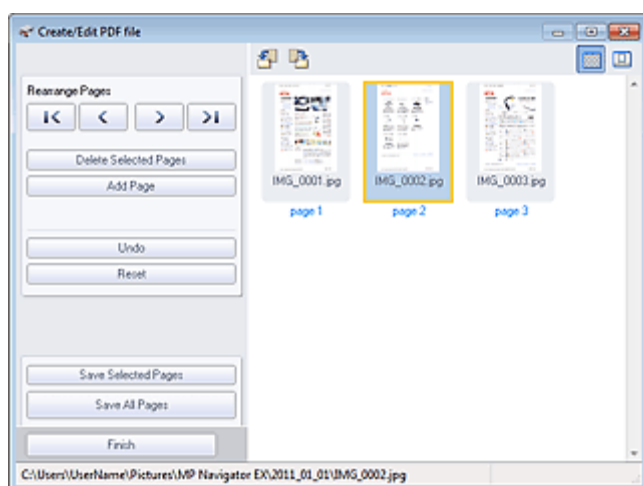 Create/Edit PDF file
Rearrange Pages
Delete Selected Pages
Add Page
Undo
Reset
Save Selected Pages
Save All Pages
Finish
IMG_0001.jpg
IMG_0002.jpg
IMG_0003.jpg
page 1
page 2
page 3
C:\Users\UserName\Pictures\MP Navigator EX\2011_01_01\IMG_0002.jpg